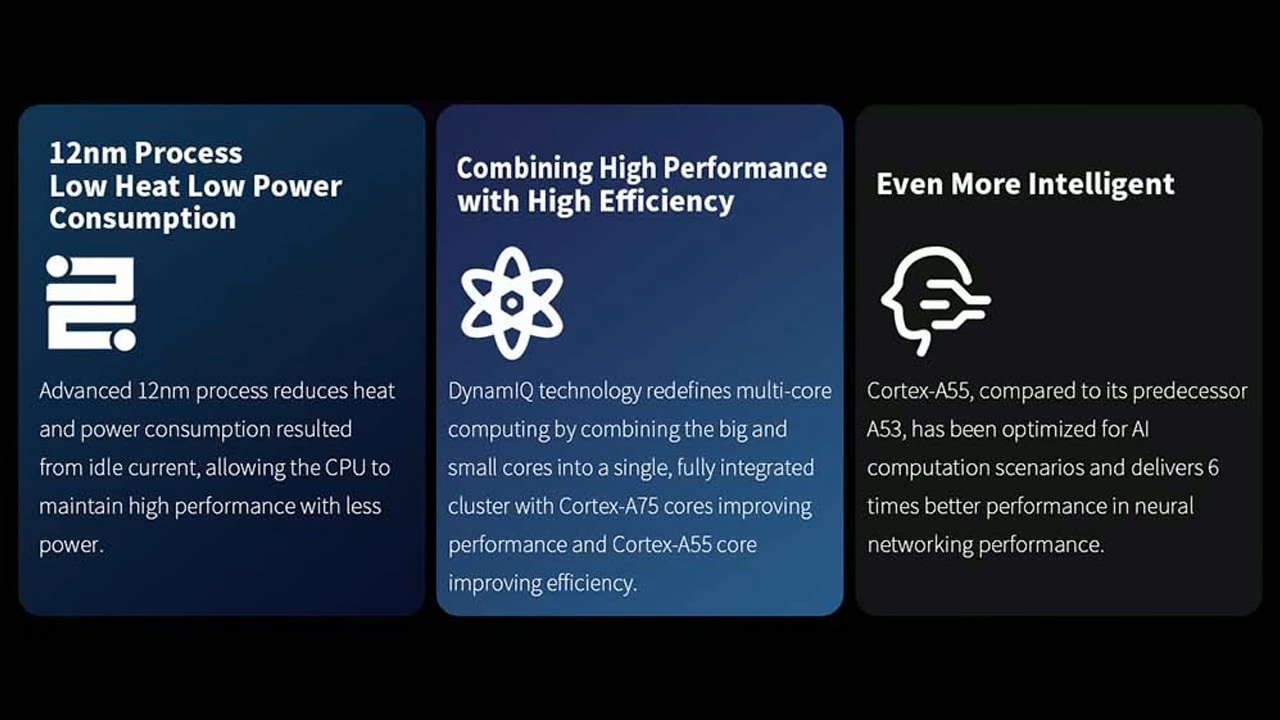 12nm Process
Low Heat Low Power
Consumption
Advanced 12nm process reduces heat
and power consumption resulted
from idle current, allowing the CPU to
maintain high performance with less
power.
Combining High Performance
with High Efficiency
DynamIQ technology redefines multi-core
computing by combining the big and
small cores into a single, fully integrated
cluster with Cortex-A75 cores improving
performance and Cortex-A55 core
improving efficiency.
Even More Intelligent
Cortex-A55, compared to its predecessor
A53, has been optimized for AI
computation scenarios and delivers 6
times better performance in neural
networking performance.